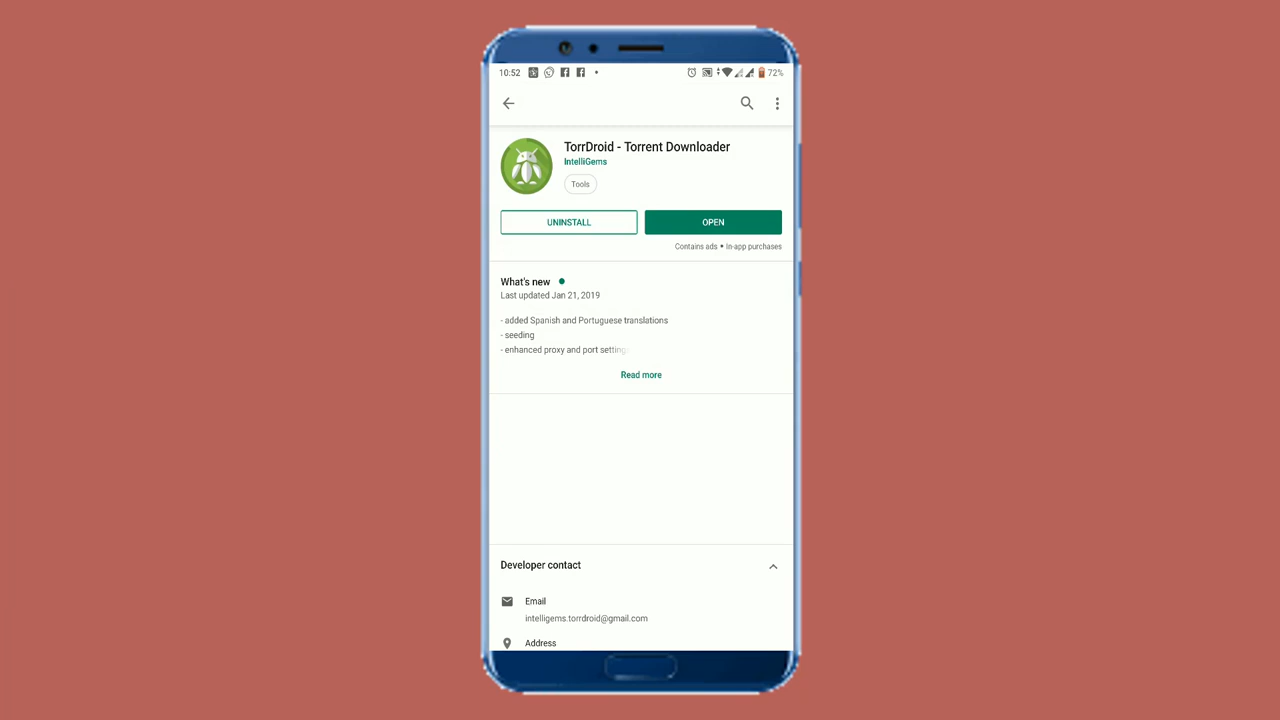 10:52
72%
TorrDroid - Torrent Downloader
IntelliGems
Tools
UNINSTALL
OPEN
Contains ads • In-app purchases
What's new
Last updated Jan 21, 2019
- added Spanish and Portuguese translations
- seeding
- enhanced proxy and port setting
Read more
Developer contact
Email
intelligems.torrdroid@gmail.com
Address